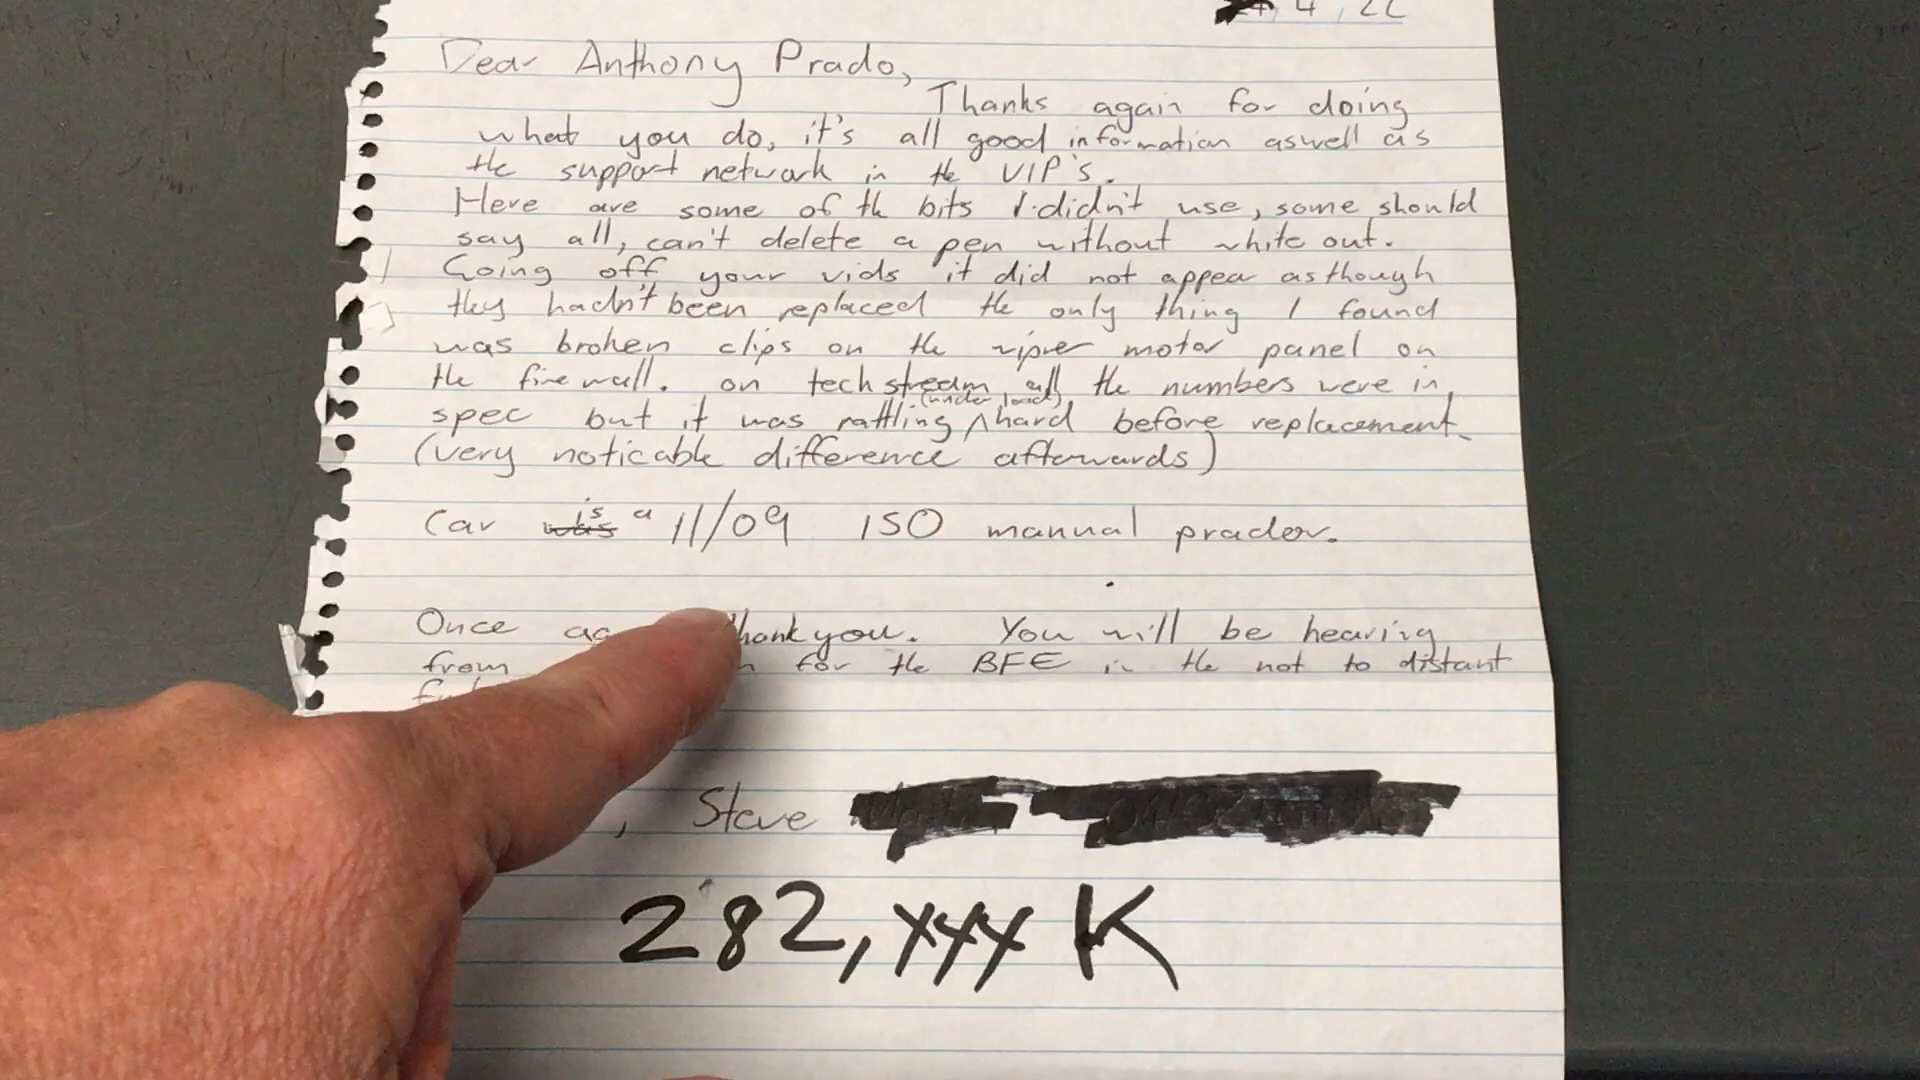 4, 22
Dear Anthony Prado,
Thanks again for doing
what you do, it's all good information aswell as
the support network in the VIP's.
Here are some of the bits I didn't use, some should
say all, can't delete a pen without white out.
Going off your vids it did not appear as though
they hadn't been replaced the only thing I found
was broken clips on the wiper motor panel on
the firewall. on techstream all the numbers were in
(under load)
spec but it was rattling ^ hard before replacement.
(very noticable difference afterwards)
Car is a 11/09 150 manual prador.
Once thankyou. You will be hearing
from for the BFE in the not to distant
, Steve
282,xxx K